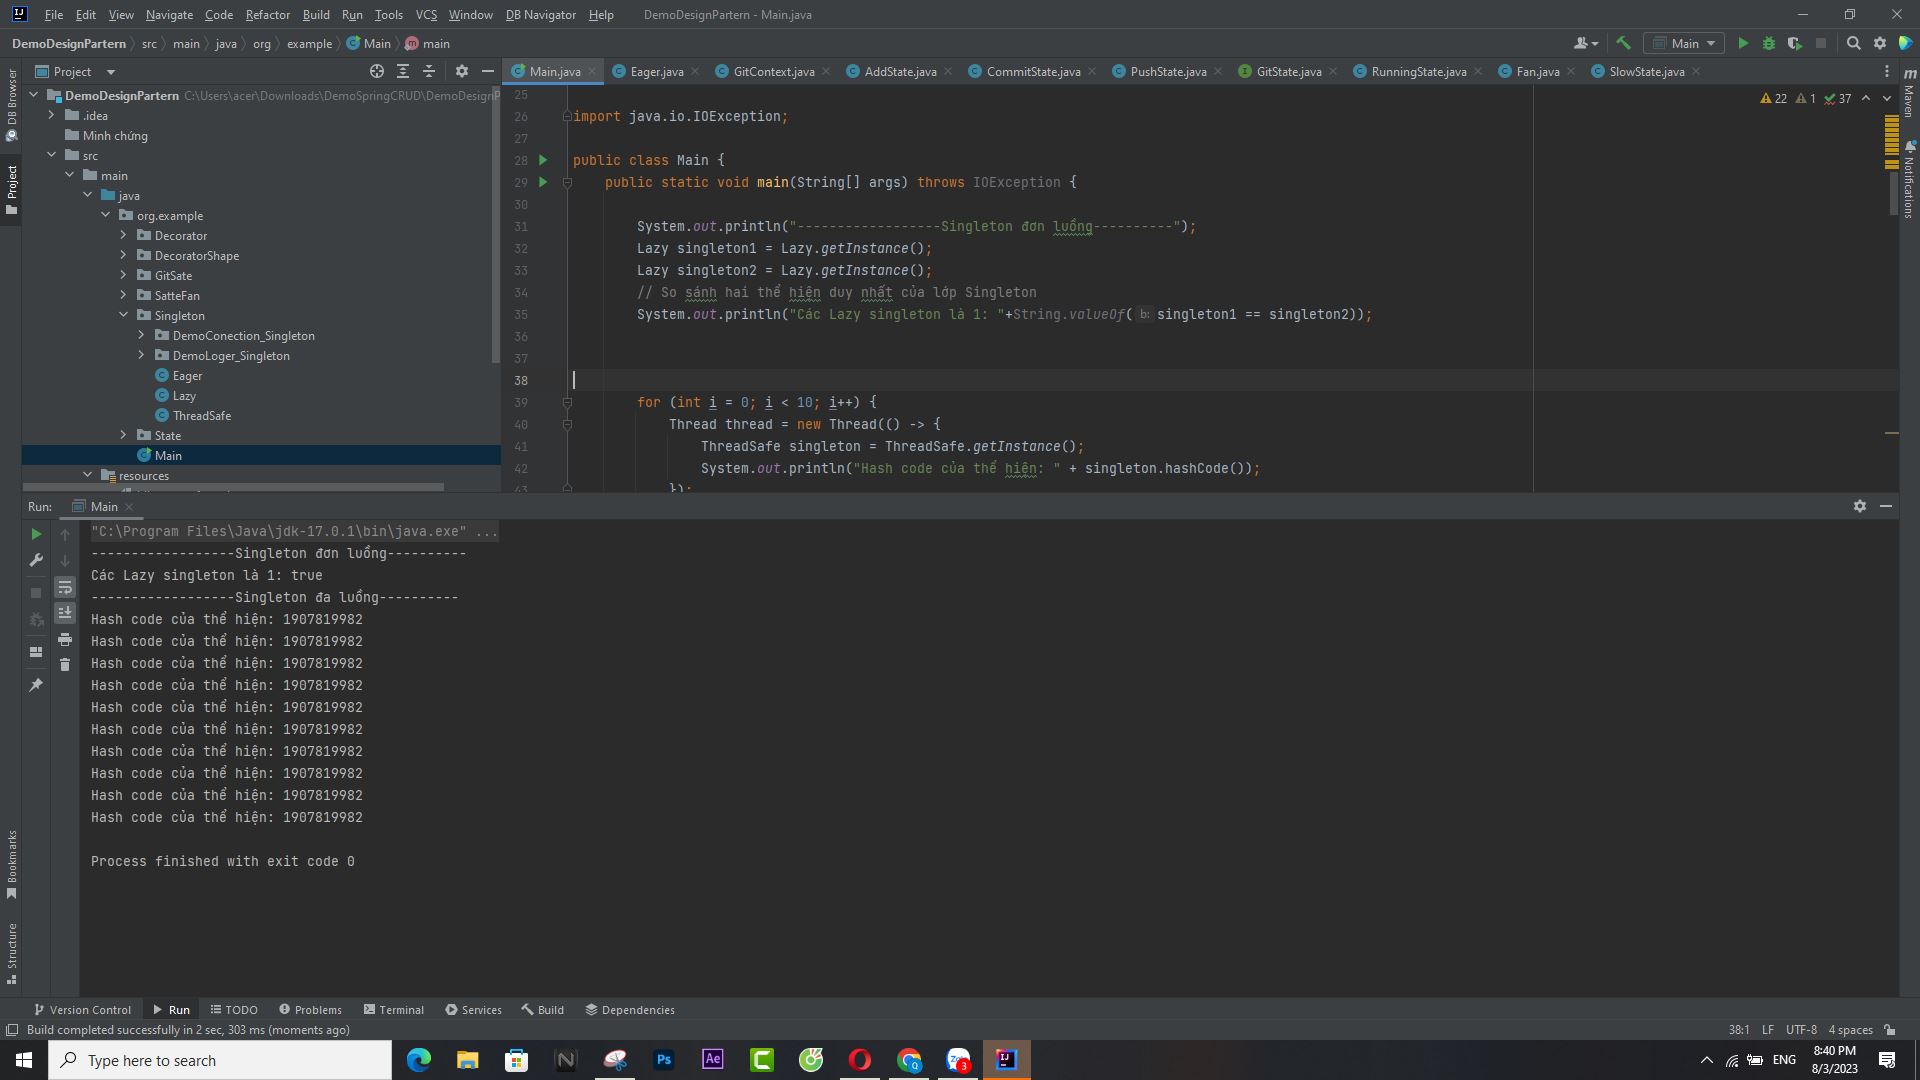 File Edit View Navigate Code Refactor Build Run Tools VCS Window DB Navigator Help DemoDesignPartern - Main.java
DemoDesignPartern src main java org example Main main
Main
Project
Main.java Eager.java GitContext.java AddState.java CommitState.java PushState.java GitState.java RunningState.java Fan.java SlowState.java
DB Browser
Project
Bookmarks
Structure
Maven
Notifications
DemoDesignPartern C:\Users\acer\Downloads\DemoSpringCRUD\DemoDesignP
.idea
Minh chứng
src
main
java
org.example
Decorator
DecoratorShape
GitSate
SatteFan
Singleton
DemoConection_Singleton
DemoLoger_Singleton
Eager
Lazy
ThreadSafe
State
Main
resources
22 1 37
25
26 import java.io.IOException;
27
28 public class Main {
29 public static void main(String[] args) throws IOException {
30
31 System.out.println("------------------Singleton đơn luồng----------");
32 Lazy singleton1 = Lazy.getInstance();
33 Lazy singleton2 = Lazy.getInstance();
34 // So sánh hai thể hiện duy nhất của lớp Singleton
35 System.out.println("Các Lazy singleton là 1: "+String.valueOf( b: singleton1 == singleton2));
36
37
38
39 for (int i = 0; i < 10; i++) {
40 Thread thread = new Thread(() -> {
41 ThreadSafe singleton = ThreadSafe.getInstance();
42 System.out.println("Hash code của thể hiện: " + singleton.hashCode());
43 });
Run: Main
"C:\Program Files\Java\jdk-17.0.1\bin\java.exe" ...
------------------Singleton đơn luồng----------
Các Lazy singleton là 1: true
------------------Singleton đa luồng----------
Hash code của thể hiện: 1907819982
Hash code của thể hiện: 1907819982
Hash code của thể hiện: 1907819982
Hash code của thể hiện: 1907819982
Hash code của thể hiện: 1907819982
Hash code của thể hiện: 1907819982
Hash code của thể hiện: 1907819982
Hash code của thể hiện: 1907819982
Hash code của thể hiện: 1907819982
Hash code của thể hiện: 1907819982
Process finished with exit code 0
Version Control Run TODO Problems Terminal Services Build Dependencies
Build completed successfully in 2 sec, 303 ms (moments ago) 38:1 LF UTF-8 4 spaces
Type here to search
Ps Ae
3
ENG
8:40 PM
8/3/2023